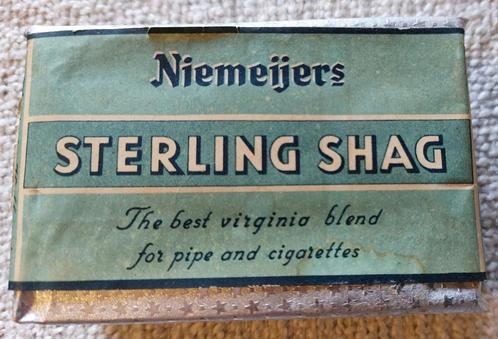 Niemeijers
STERLING SHAG
The best virginia blend
for pipe and cigarettes